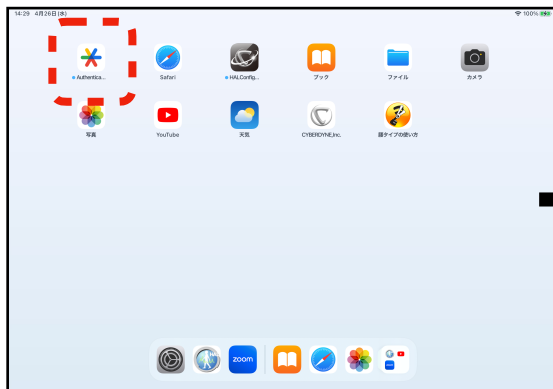 14:29 4月26日(水)
100%
Authentica...
Safari
HALConfig...
ブック
ファイル
カメラ
写真
YouTube
天気
CYBERDYNE,Inc.
腰タイプの使い方
zoom